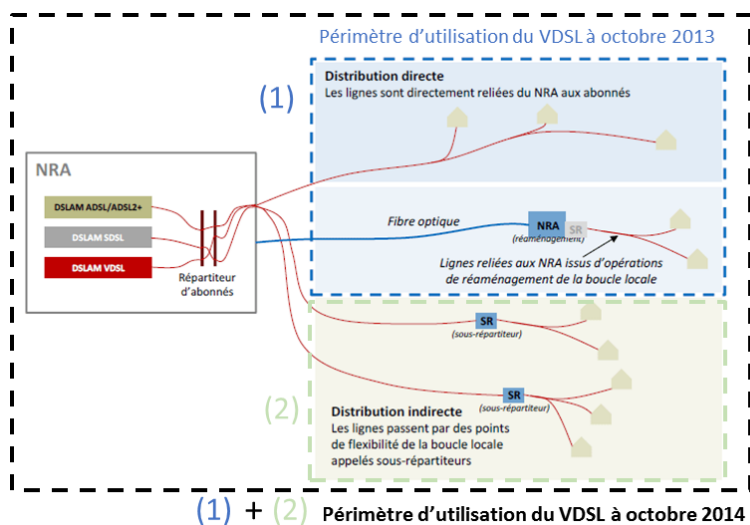 Périmètre d'utilisation du VDSL à octobre 2013
(1)
Distribution directe
Les lignes sont directement reliées du NRA aux abonnés
NRA
DSLAM ADSL/ADSL2+
DSLAM SDSL
DSLAM VDSL
Répartiteur
d'abonnés
Fibre optique
NRA
SR
(réaménagement)
Lignes reliées aux NRA issus d'opérations
de réaménagement de la boucle locale
SR
(sous-répartiteur)
(2)
SR
(sous-répartiteur)
Distribution indirecte
Les lignes passent par des points
de flexibilité de la boucle locale
appelés sous-répartiteurs
(1) + (2) Périmètre d'utilisation du VDSL à octobre 2014